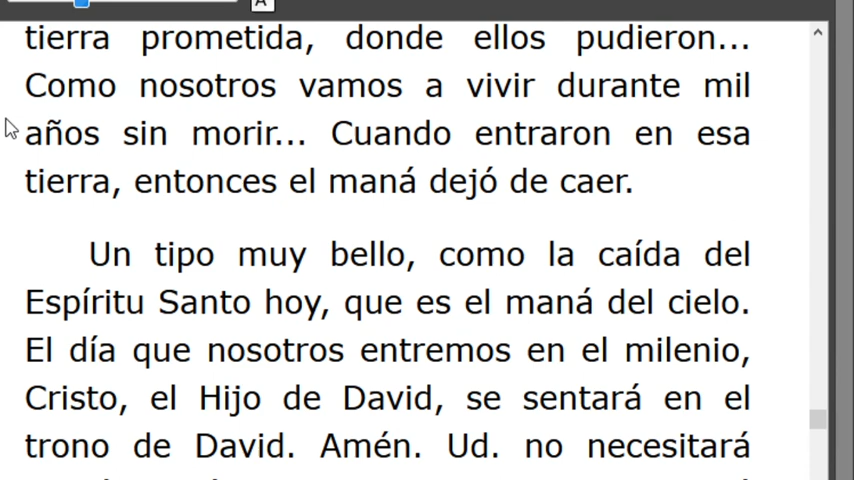 A
tierra prometida, donde ellos pudieron...
Como nosotros vamos a vivir durante mil
años sin morir... Cuando entraron en esa
tierra, entonces el maná dejó de caer.
Un tipo muy bello, como la caída del
Espíritu Santo hoy, que es el maná del cielo.
El día que nosotros entremos en el milenio,
Cristo, el Hijo de David, se sentará en el
trono de David. Amén. Ud. no necesitará